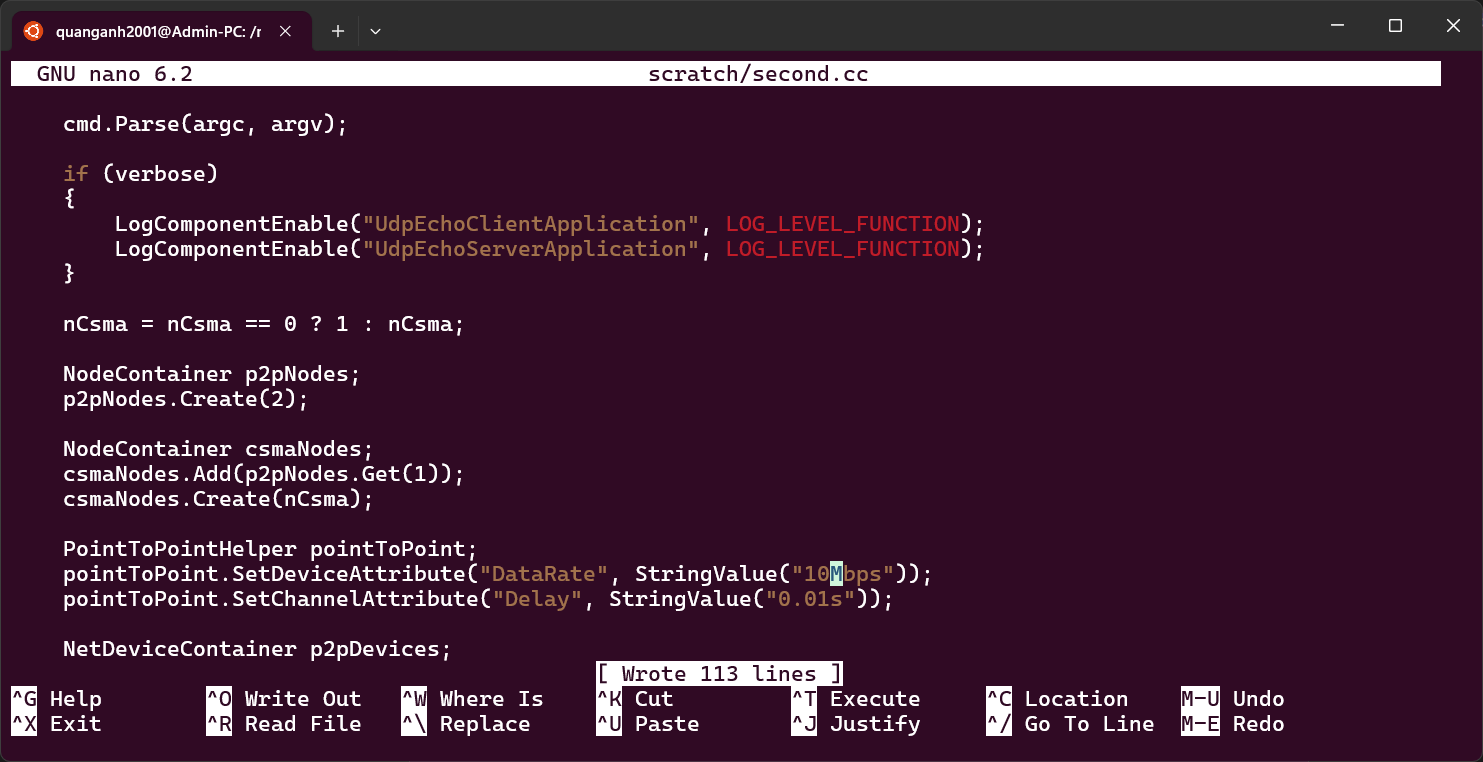 quanganh2001@Admin-PC: /r
GNU nano 6.2 scratch/second.cc
cmd.Parse(argc, argv);
if (verbose)
{
LogComponentEnable("UdpEchoClientApplication", LOG_LEVEL_FUNCTION);
LogComponentEnable("UdpEchoServerApplication", LOG_LEVEL_FUNCTION);
}
nCsma = nCsma == 0 ? 1 : nCsma;
NodeContainer p2pNodes;
p2pNodes.Create(2);
NodeContainer csmaNodes;
csmaNodes.Add(p2pNodes.Get(1));
csmaNodes.Create(nCsma);
PointToPointHelper pointToPoint;
pointToPoint.SetDeviceAttribute("DataRate", StringValue("10Mbps"));
pointToPoint.SetChannelAttribute("Delay", StringValue("0.01s"));
NetDeviceContainer p2pDevices;
[ Wrote 113 lines ]
^G Help ^O Write Out ^W Where Is ^K Cut ^T Execute ^C Location M-U Undo
^X Exit ^R Read File ^\ Replace ^U Paste ^J Justify ^/ Go To Line M-E Redo